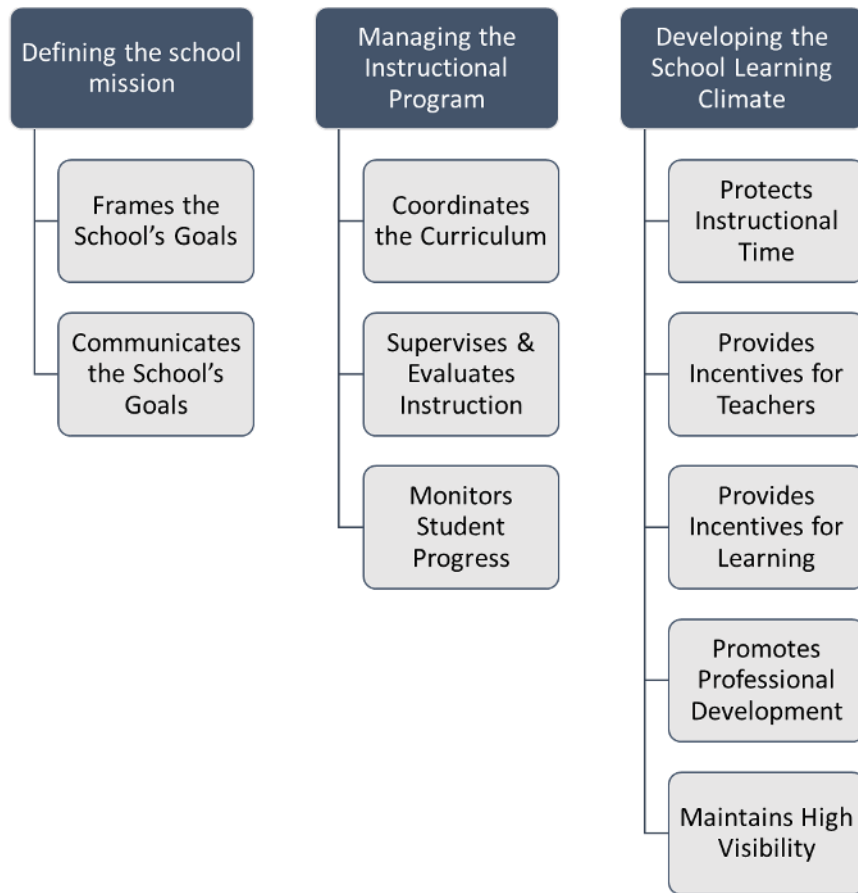 Defining the school
mission
Frames the
School’s Goals
Communicates
the School’s
Goals
Managing the
Instructional
Program
Coordinates
the Curriculum
Supervises &
Evaluates
Instruction
Monitors
Student
Progress
Developing the
School Learning
Climate
Protects
Instructional
Time
Provides
Incentives for
Teachers
Provides
Incentives for
Learning
Promotes
Professional
Development
Maintains High
Visibility